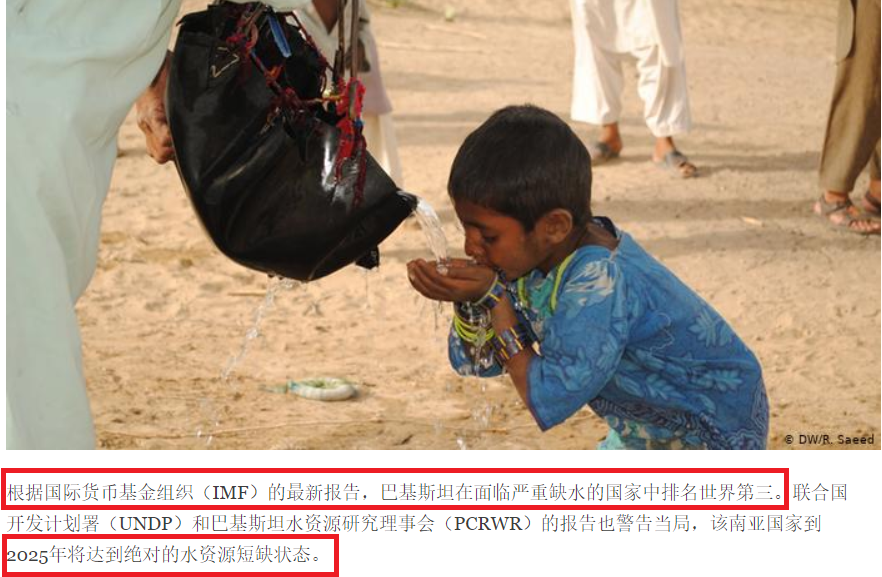 © DW/R. Saeed
根据国际货币基金组织（IMF）的最新报告，巴基斯坦在面临严重缺水的国家中排名世界第三。联合国
开发计划署（UNDP）和巴基斯坦水资源研究理事会（PCRWR）的报告也警告当局，该南亚国家到
2025年将达到绝对的水资源短缺状态。